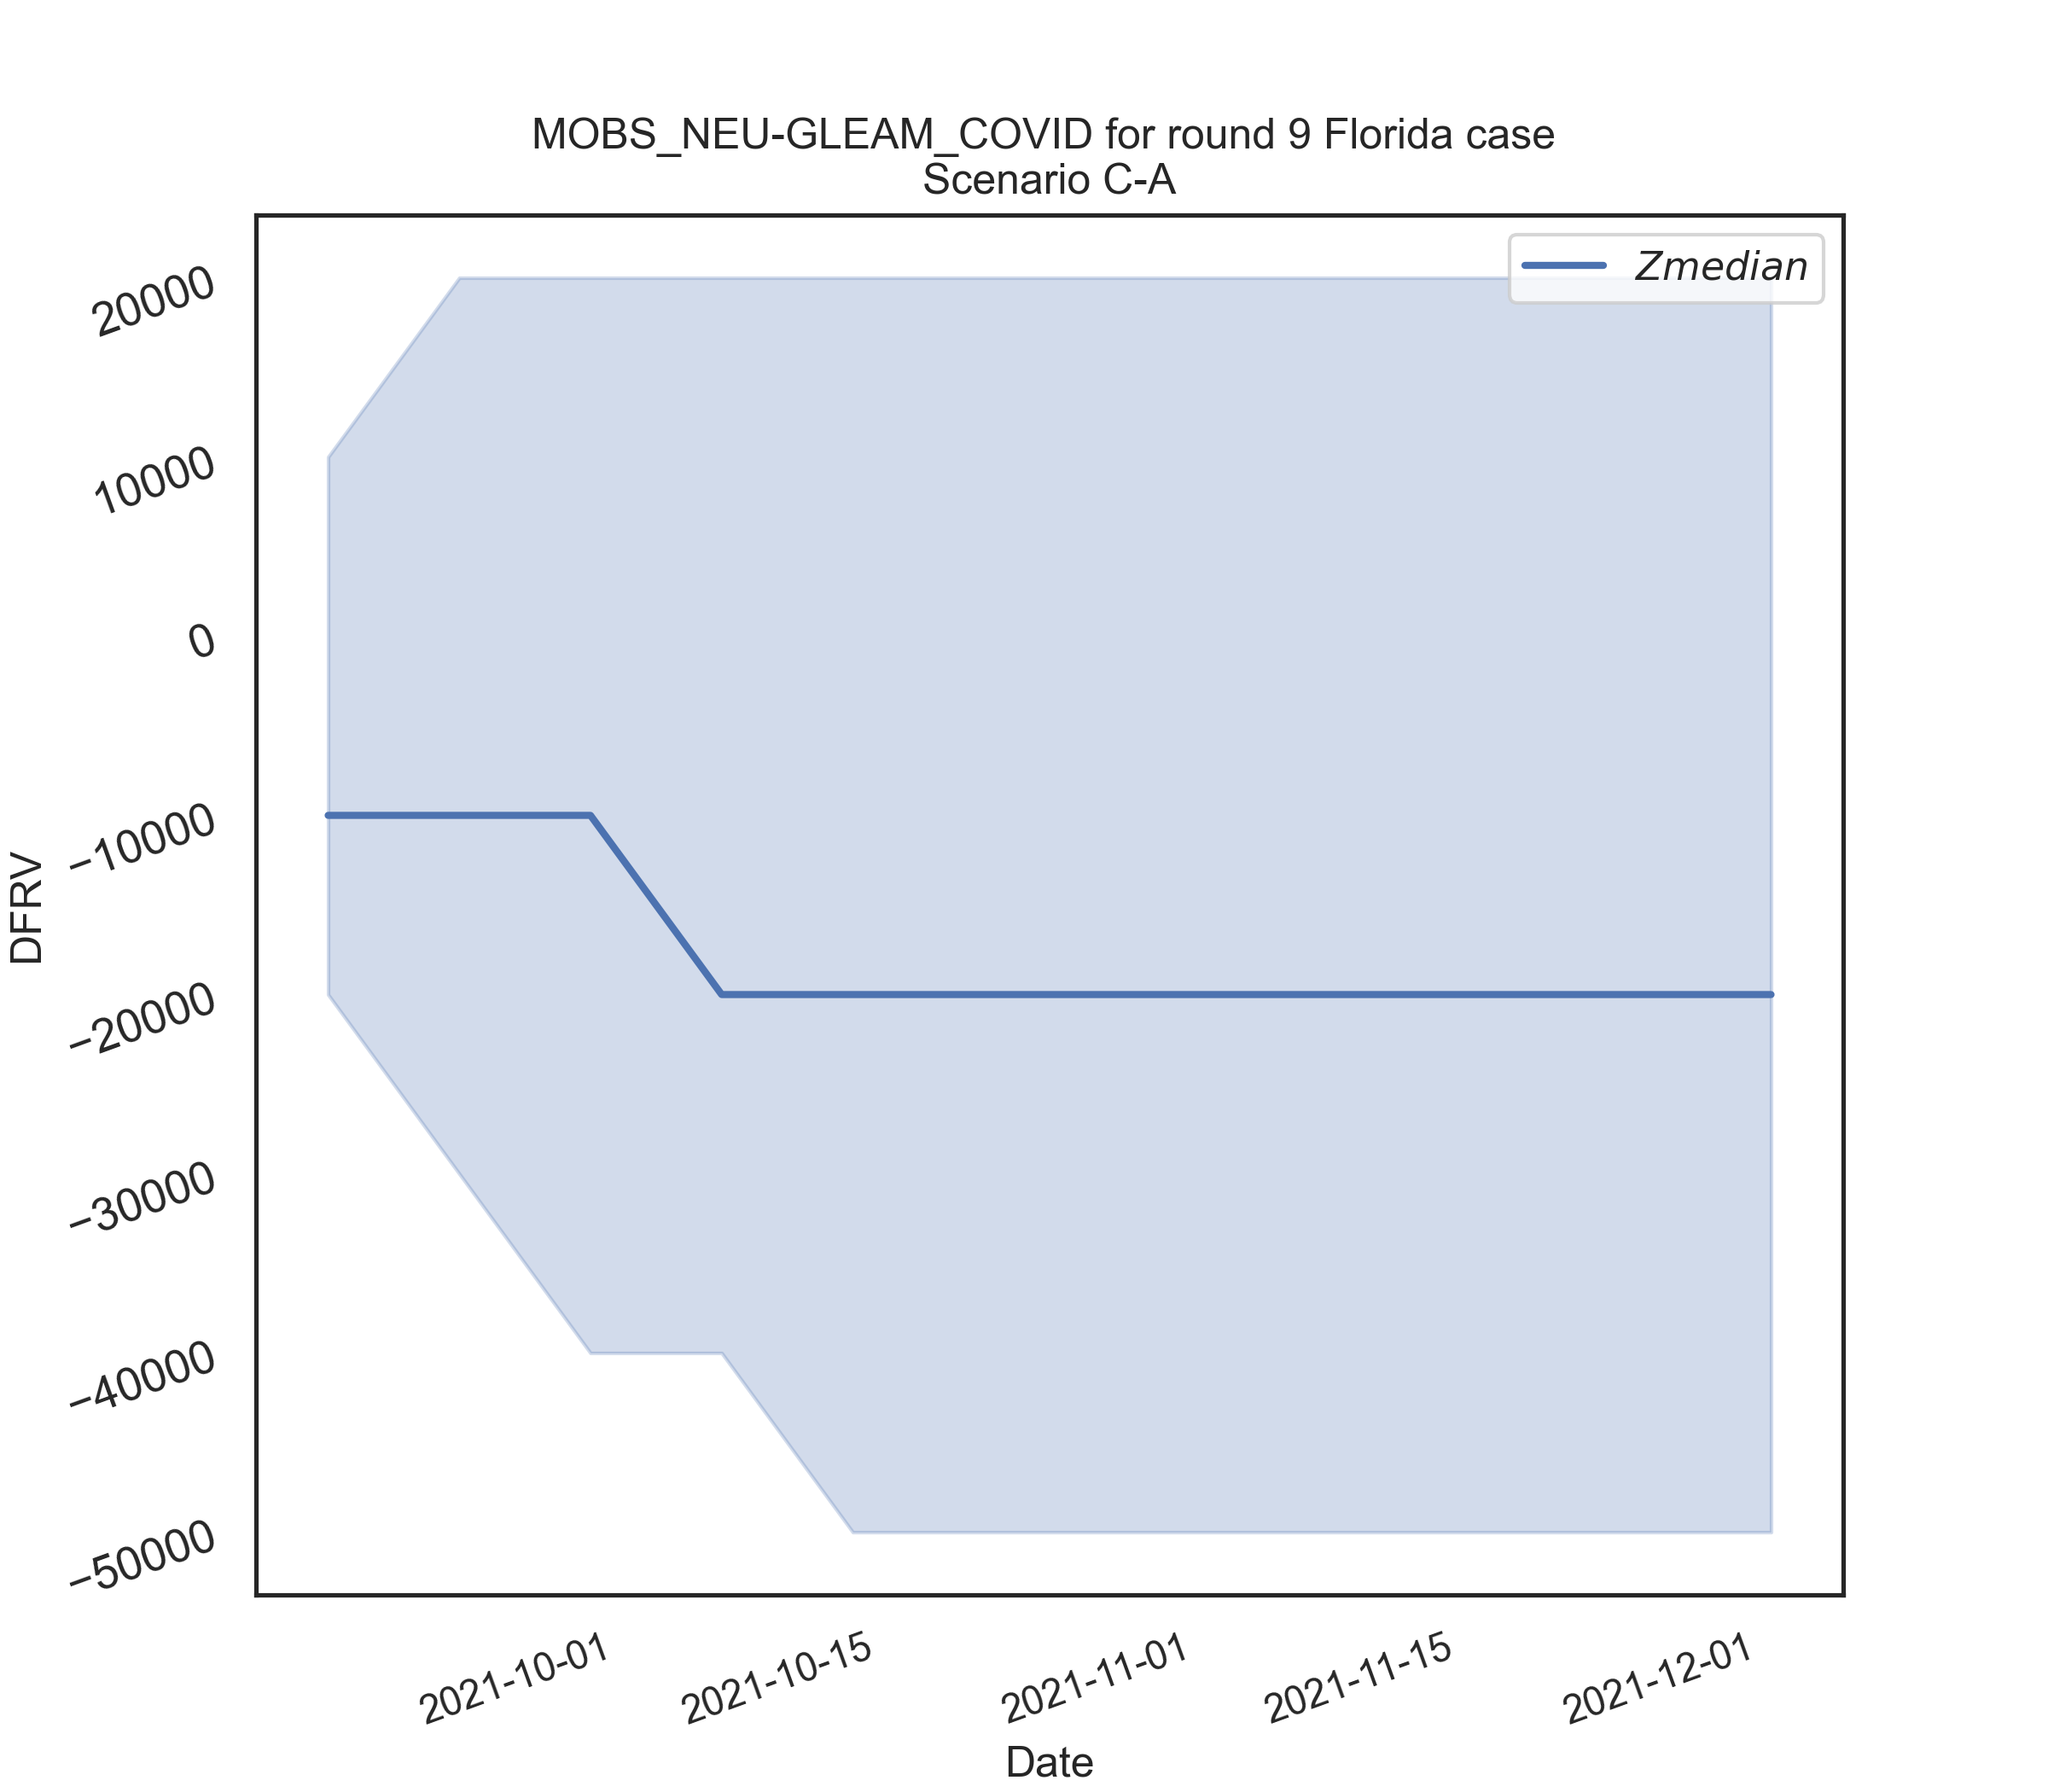 MOBS_NEU-GLEAM_COVID for round 9 Florida case
Scenario C-A
Zmedian
20000
10000
0
−10000
−20000
−30000
−40000
−50000
DFRV
2021-10-01
2021-10-15
2021-11-01
2021-11-15
2021-12-01
Date